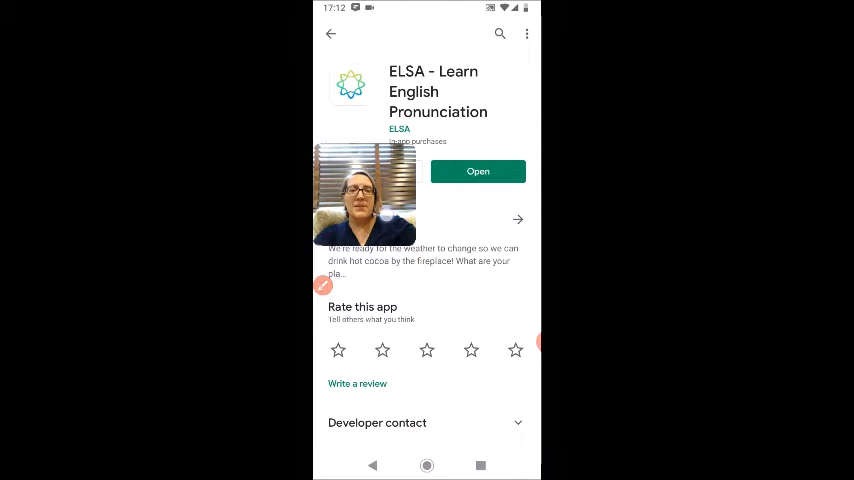 17:12
ELSA - Learn
English
Pronunciation
ELSA
In-app purchases
Open
We're ready for the weather to change so we can
drink hot cocoa by the fireplace! What are your
pla...
Rate this app
Tell others what you think
Write a review
Developer contact